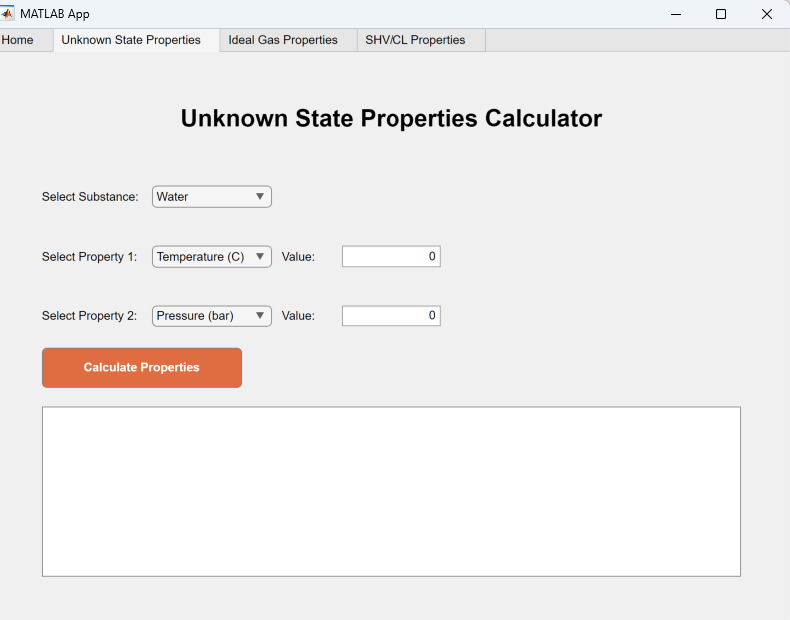 MATLAB App
Home Unknown State Properties Ideal Gas Properties SHV/CL Properties
Unknown State Properties Calculator
Select Substance: Water
Select Property 1: Temperature (C) Value: 0
Select Property 2: Pressure (bar) Value: 0
Calculate Properties